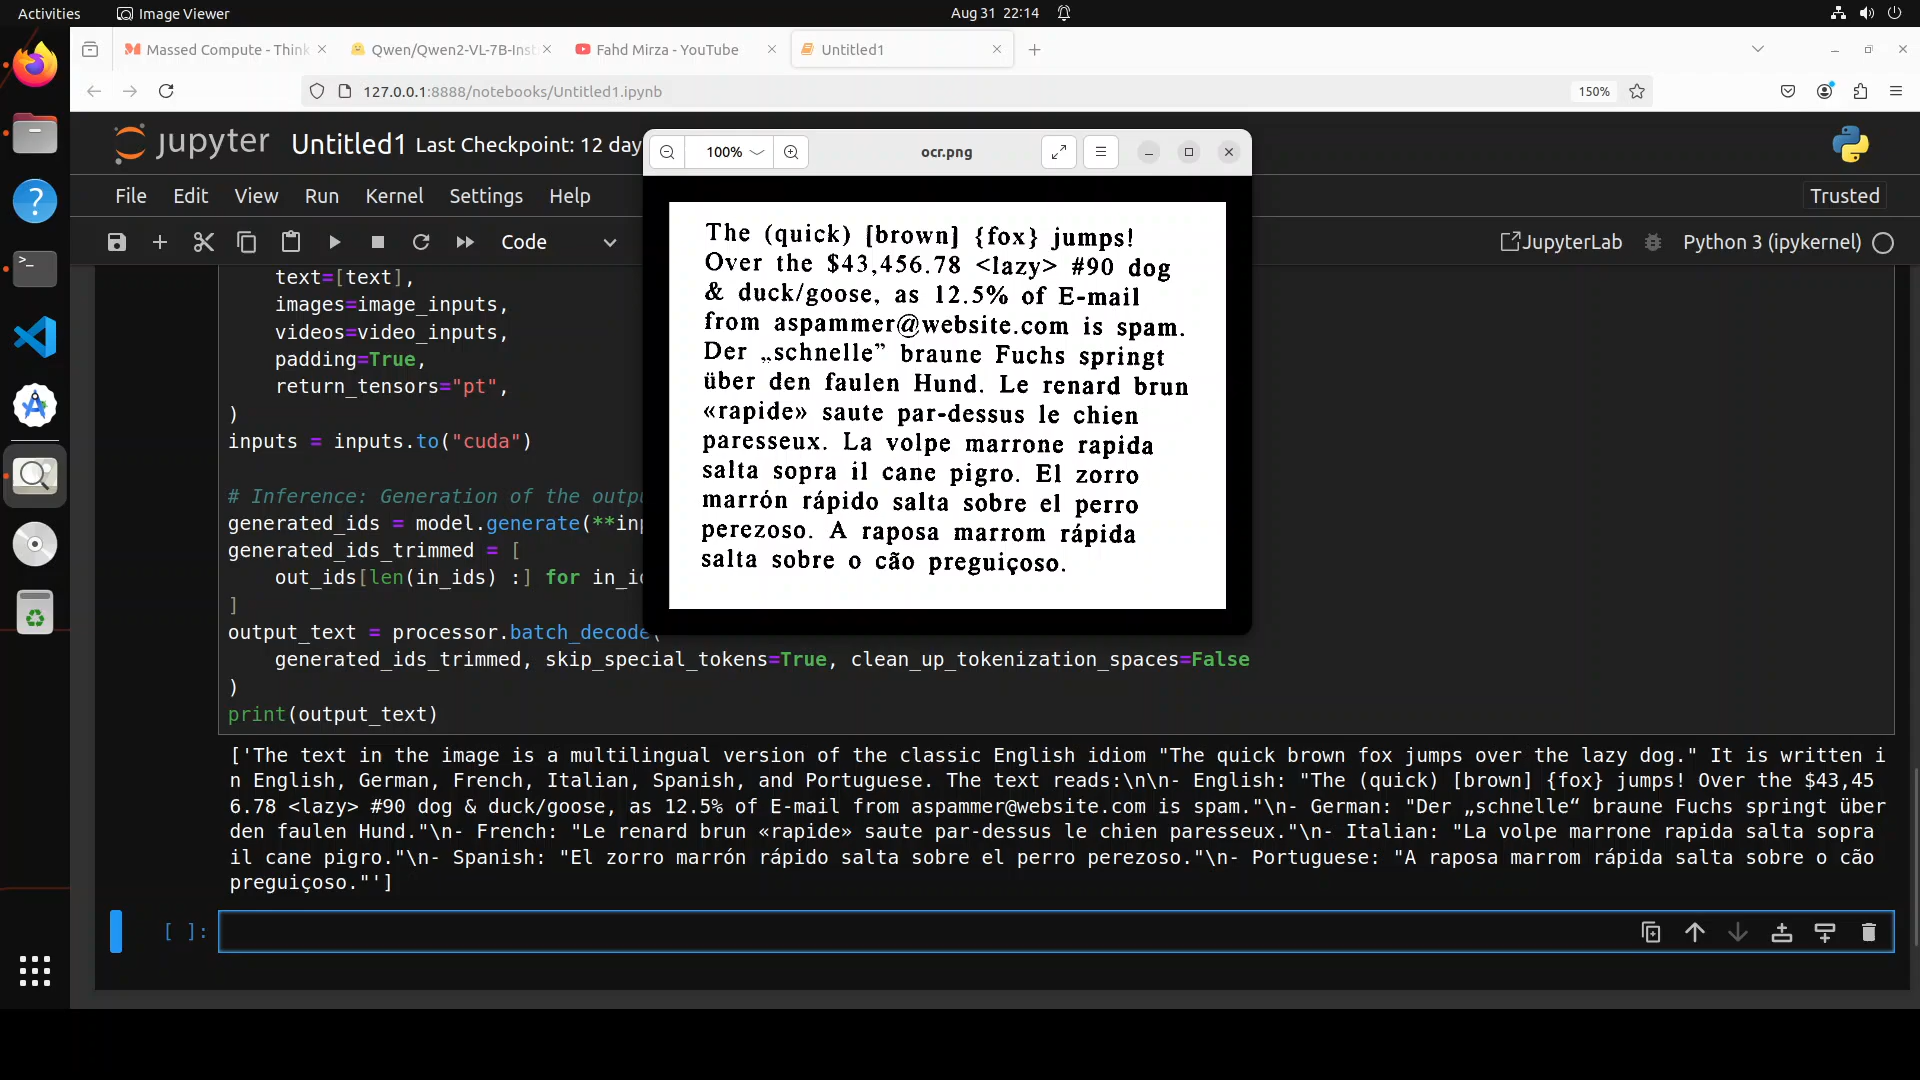 Activities
Image Viewer
Aug 31 22:14
Massed Compute - Think
Qwen/Qwen2-VL-7B-Inst
Fahd Mirza - YouTube
Untitled1
127.0.0.1:8888/notebooks/Untitled1.ipynb
150%
jupyter Untitled1 Last Checkpoint: 12 day
100%
ocr.png
File Edit View Run Kernel Settings Help
Trusted
Code
JupyterLab
Python 3 (ipykernel)
The (quick) [brown] {fox} jumps!
Over the $43,456.78 <lazy> #90 dog
& duck/goose, as 12.5% of E-mail
from aspammer@website.com is spam.
Der „schnelle” braune Fuchs springt
über den faulen Hund. Le renard brun
«rapide» saute par-dessus le chien
paresseux. La volpe marrone rapida
salta sopra il cane pigro. El zorro
marrón rápido salta sobre el perro
perezoso. A raposa marrom rápida
salta sobre o cão preguiçoso.
text=[text],
images=image_inputs,
videos=video_inputs,
padding=True,
return_tensors="pt",
)
inputs = inputs.to("cuda")
# Inference: Generation of the outpu
generated_ids = model.generate(**inp
generated_ids_trimmed = [
out_ids[len(in_ids) :] for in_id
]
output_text = processor.batch_decode(
generated_ids_trimmed, skip_special_tokens=True, clean_up_tokenization_spaces=False
)
print(output_text)
['The text in the image is a multilingual version of the classic English idiom "The quick brown fox jumps over the lazy dog." It is written i
n English, German, French, Italian, Spanish, and Portuguese. The text reads:\n\n- English: "The (quick) [brown] {fox} jumps! Over the $43,45
6.78 <lazy> #90 dog & duck/goose, as 12.5% of E-mail from aspammer@website.com is spam."\n- German: "Der „schnelle“ braune Fuchs springt über
den faulen Hund."\n- French: "Le renard brun «rapide» saute par-dessus le chien paresseux."\n- Italian: "La volpe marrone rapida salta sopra
il cane pigro."\n- Spanish: "El zorro marrón rápido salta sobre el perro perezoso."\n- Portuguese: "A raposa marrom rápida salta sobre o cão
preguiçoso."']
[ ]: